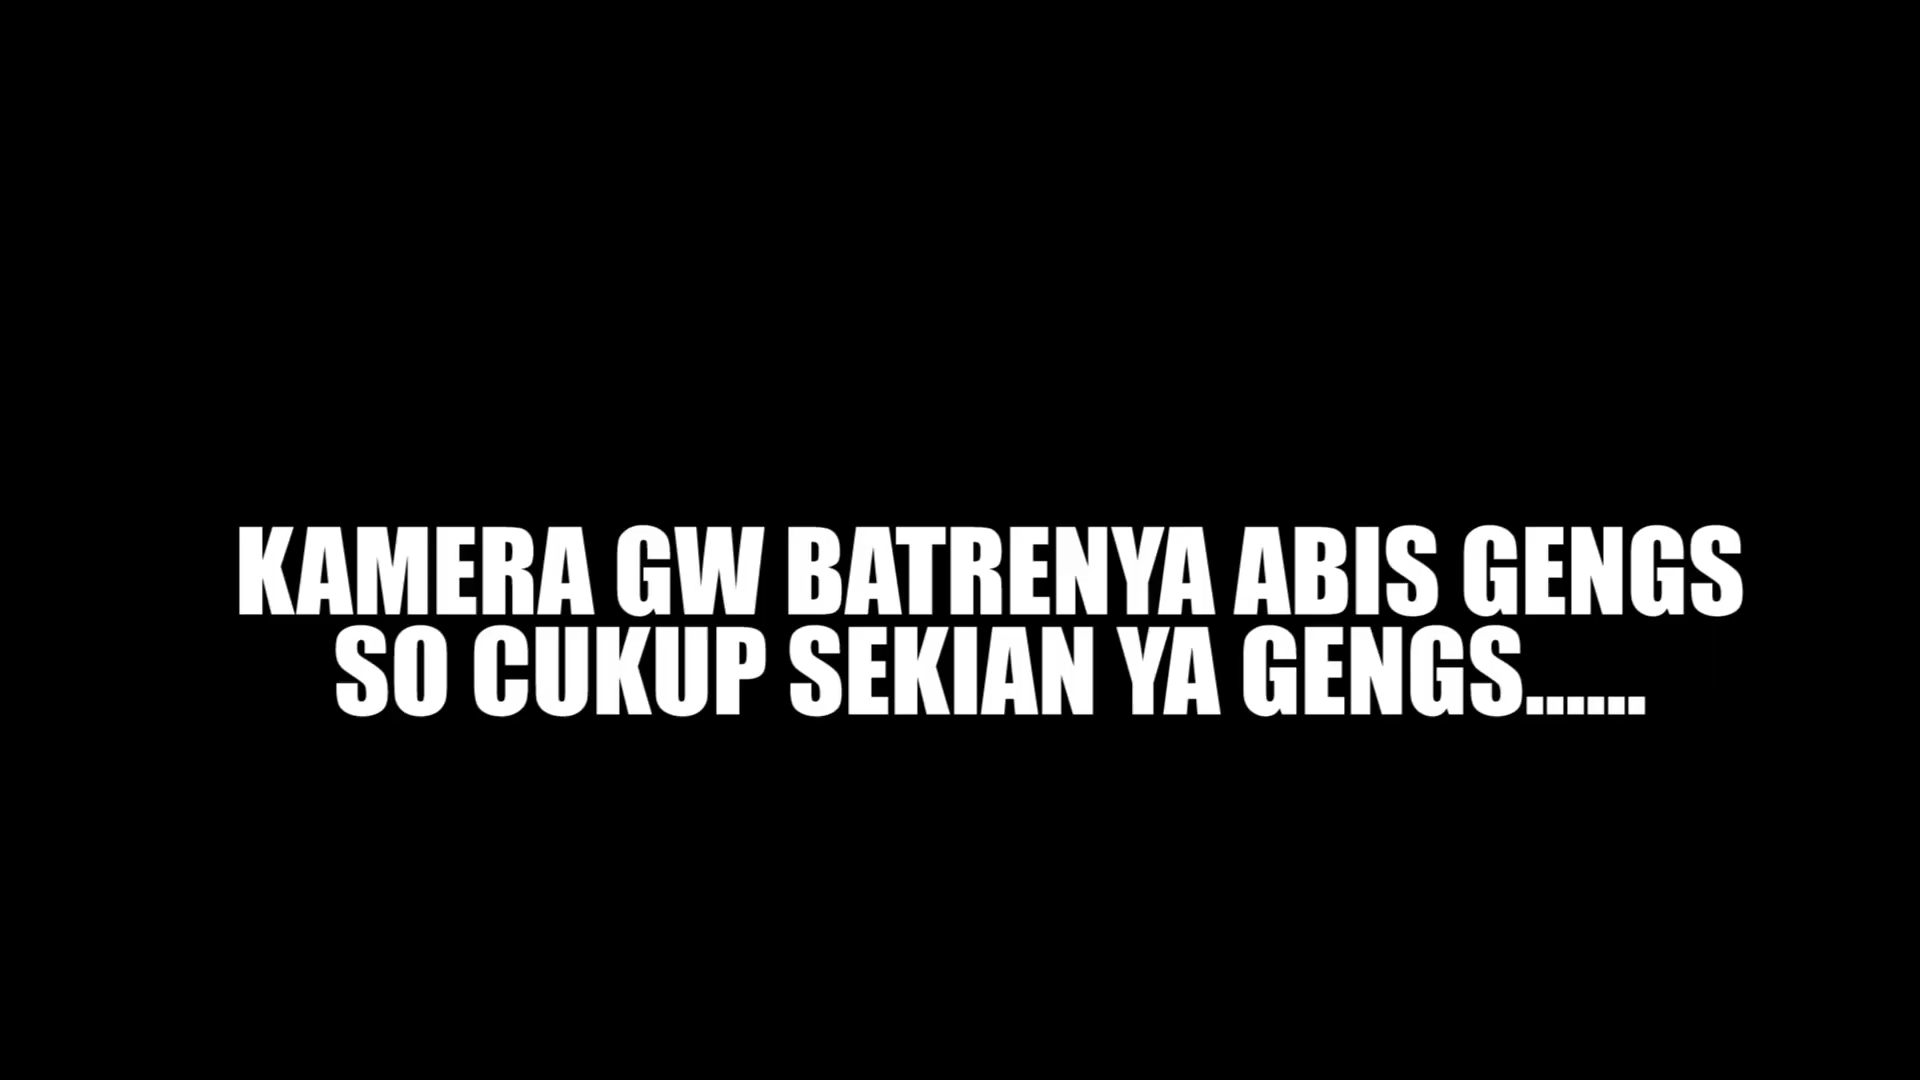 KAMERA GW BATRENYA ABIS GENGS
SO CUKUP SEKIAN YA GENGS......